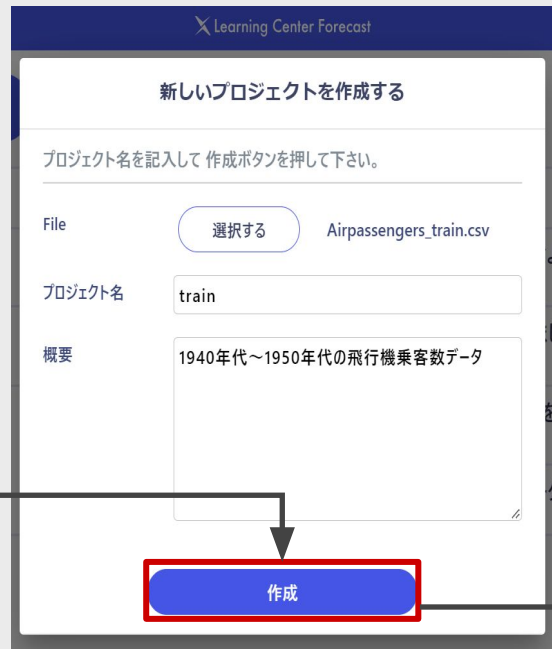 Learning Center Forecast
新しいプロジェクトを作成する
プロジェクト名を記入して 作成ボタンを押して下さい。
File
選択する
Airpassengers_train.csv
プロジェクト名
train
概要
1940年代~1950年代の飛行機乗客数データ
作成